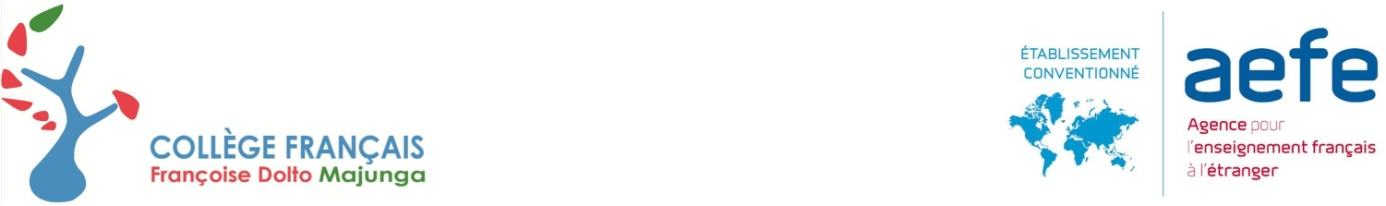 COLLÈGE FRANÇAIS
Françoise Dolto Majunga
ÉTABLISSEMENT
CONVENTIONNÉ
aefe
Agence pour
l'enseignement français
à l'étranger